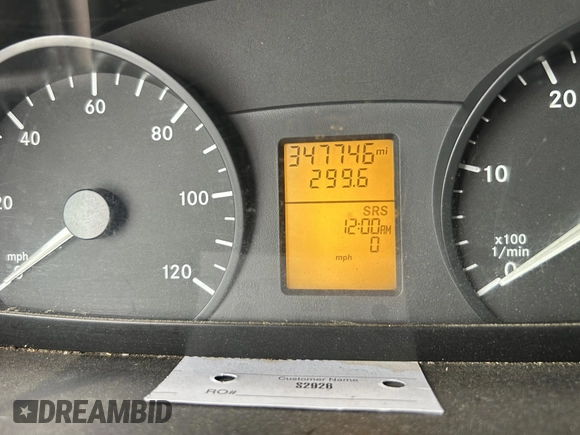 20
40
60
80
100
120
mph
0
347746 mi
299.6
SRS
12:00AM
0
mph
20
10
0
x100
1/min
Customer Name
S2926
RO#
DREAMBID